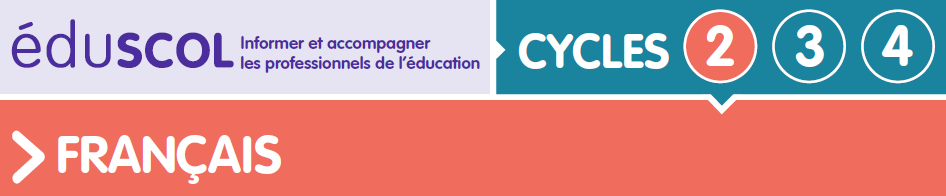 éduSCOL
Informer et accompagner
les professionnels de l'éducation
CYCLES 2 3 4
FRANÇAIS